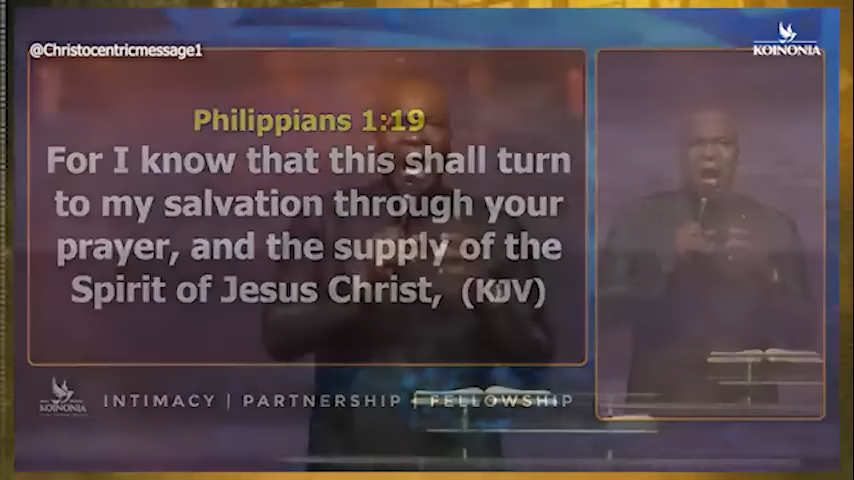 @Christocentricmessage1
KOINONIA
Philippians 1:19
For I know that this shall turn
to my salvation through your
prayer, and the supply of the
Spirit of Jesus Christ, (KJV)
KOINONIA
INTIMACY | PARTNERSHIP | FELLOWSHIP